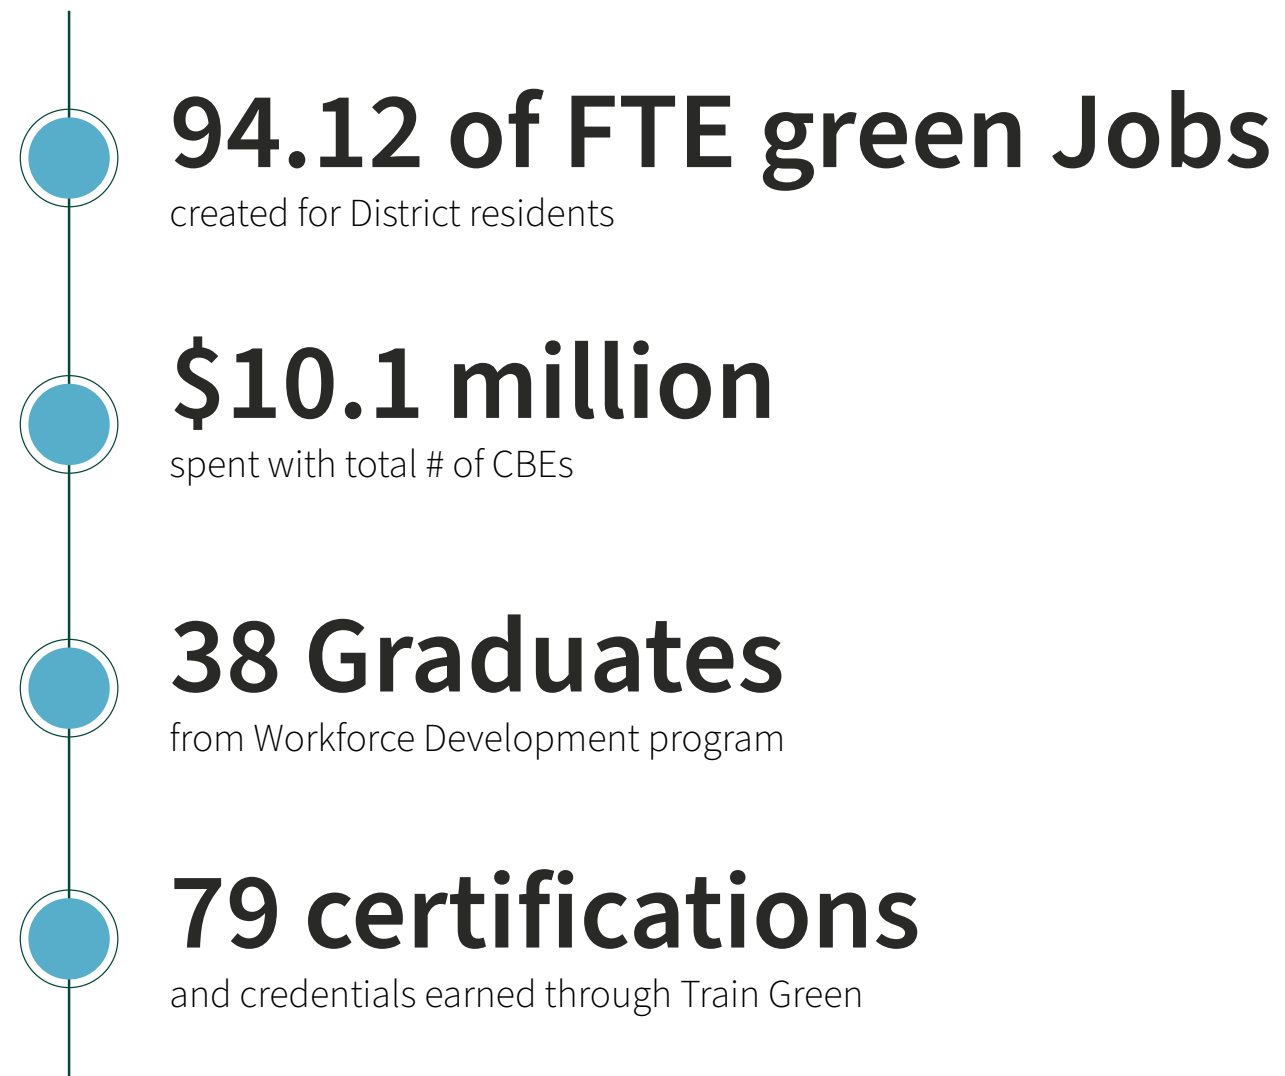 94.12 of FTE green Jobs
created for District residents
$10.1 million
spent with total # of CBEs
38 Graduates
from Workforce Development program
79 certifications
and credentials earned through Train Green